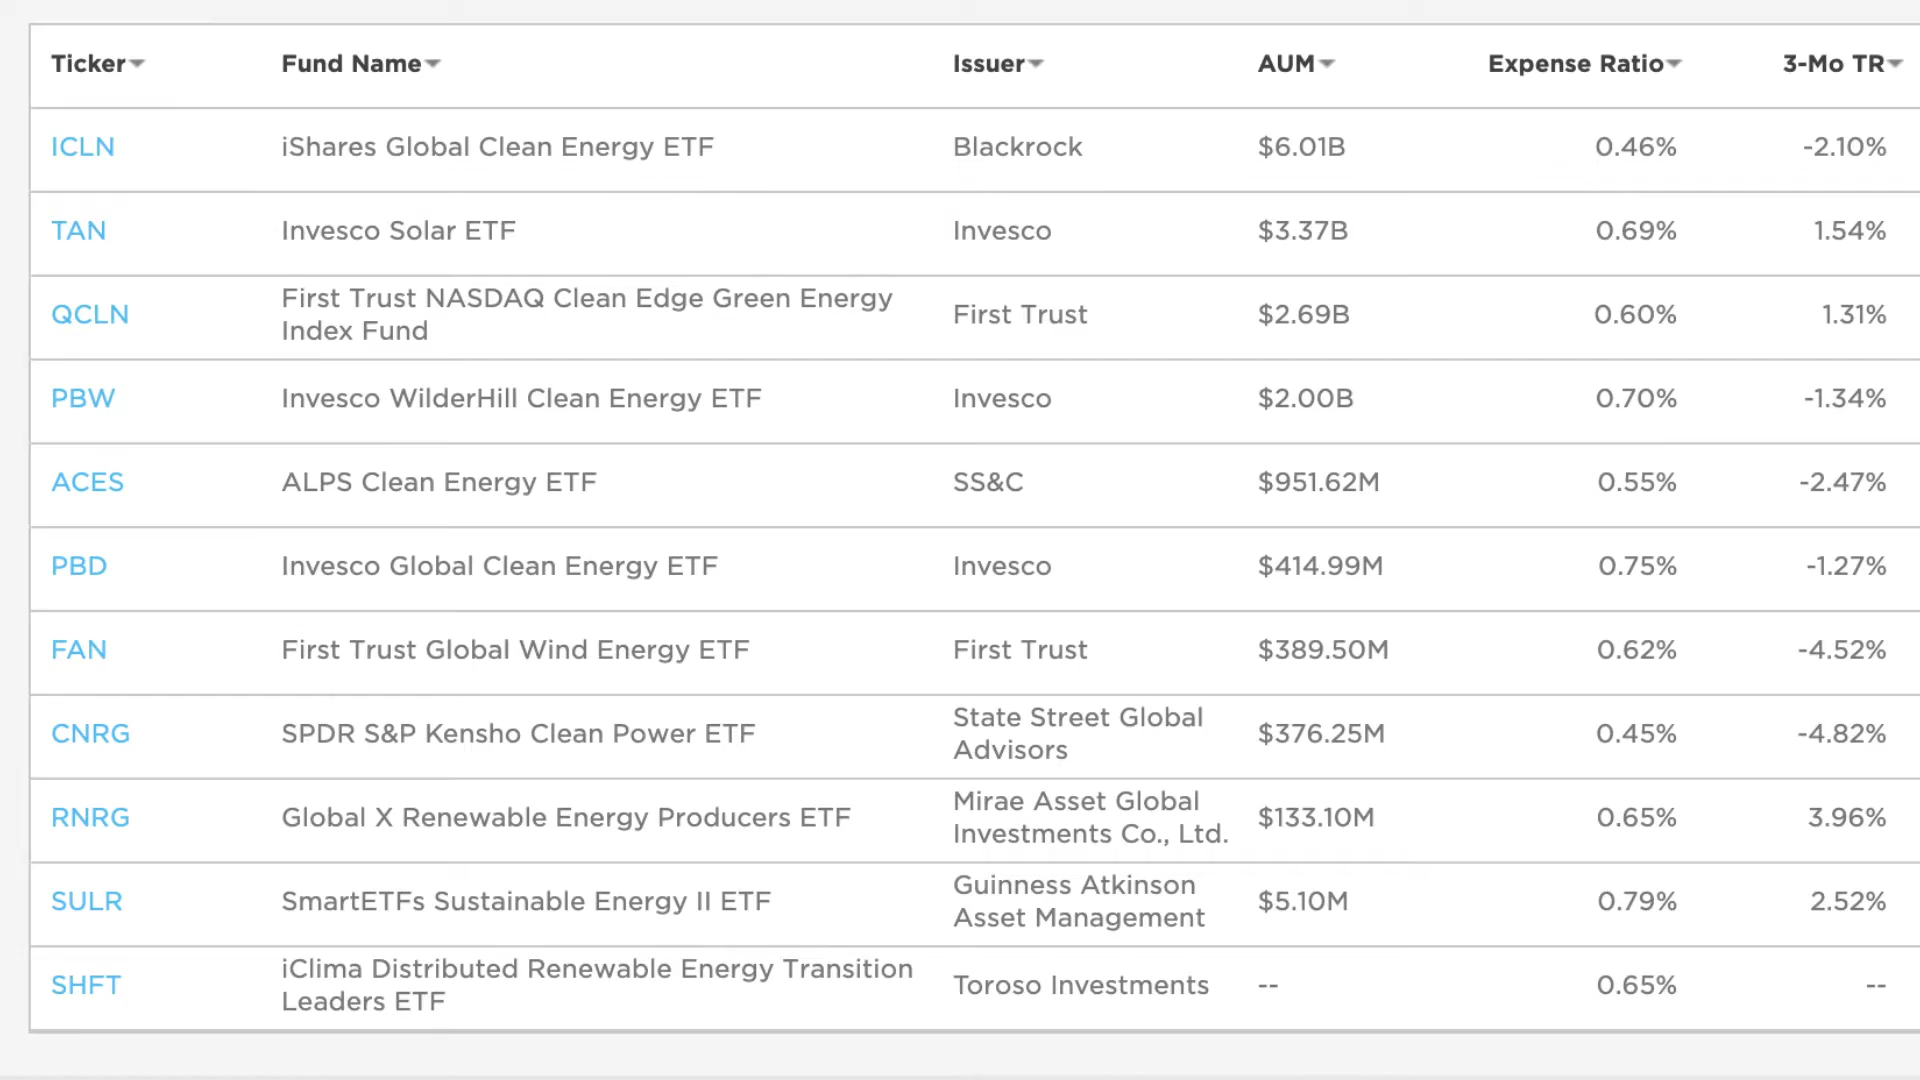 Ticker Fund Name Issuer AUM Expense Ratio 3-Mo TR
ICLN iShares Global Clean Energy ETF Blackrock $6.01B 0.46% -2.10%
TAN Invesco Solar ETF Invesco $3.37B 0.69% 1.54%
QCLN First Trust NASDAQ Clean Edge Green Energy
Index Fund First Trust $2.69B 0.60% 1.31%
PBW Invesco WilderHill Clean Energy ETF Invesco $2.00B 0.70% -1.34%
ACES ALPS Clean Energy ETF SS&C $951.62M 0.55% -2.47%
PBD Invesco Global Clean Energy ETF Invesco $414.99M 0.75% -1.27%
FAN First Trust Global Wind Energy ETF First Trust $389.50M 0.62% -4.52%
CNRG SPDR S&P Kensho Clean Power ETF State Street Global
Advisors $376.25M 0.45% -4.82%
RNRG Global X Renewable Energy Producers ETF Mirae Asset Global
Investments Co., Ltd. $133.10M 0.65% 3.96%
SULR SmartETFs Sustainable Energy II ETF Guinness Atkinson
Asset Management $5.10M 0.79% 2.52%
SHFT iClima Distributed Renewable Energy Transition
Leaders ETF Toroso Investments -- 0.65% --